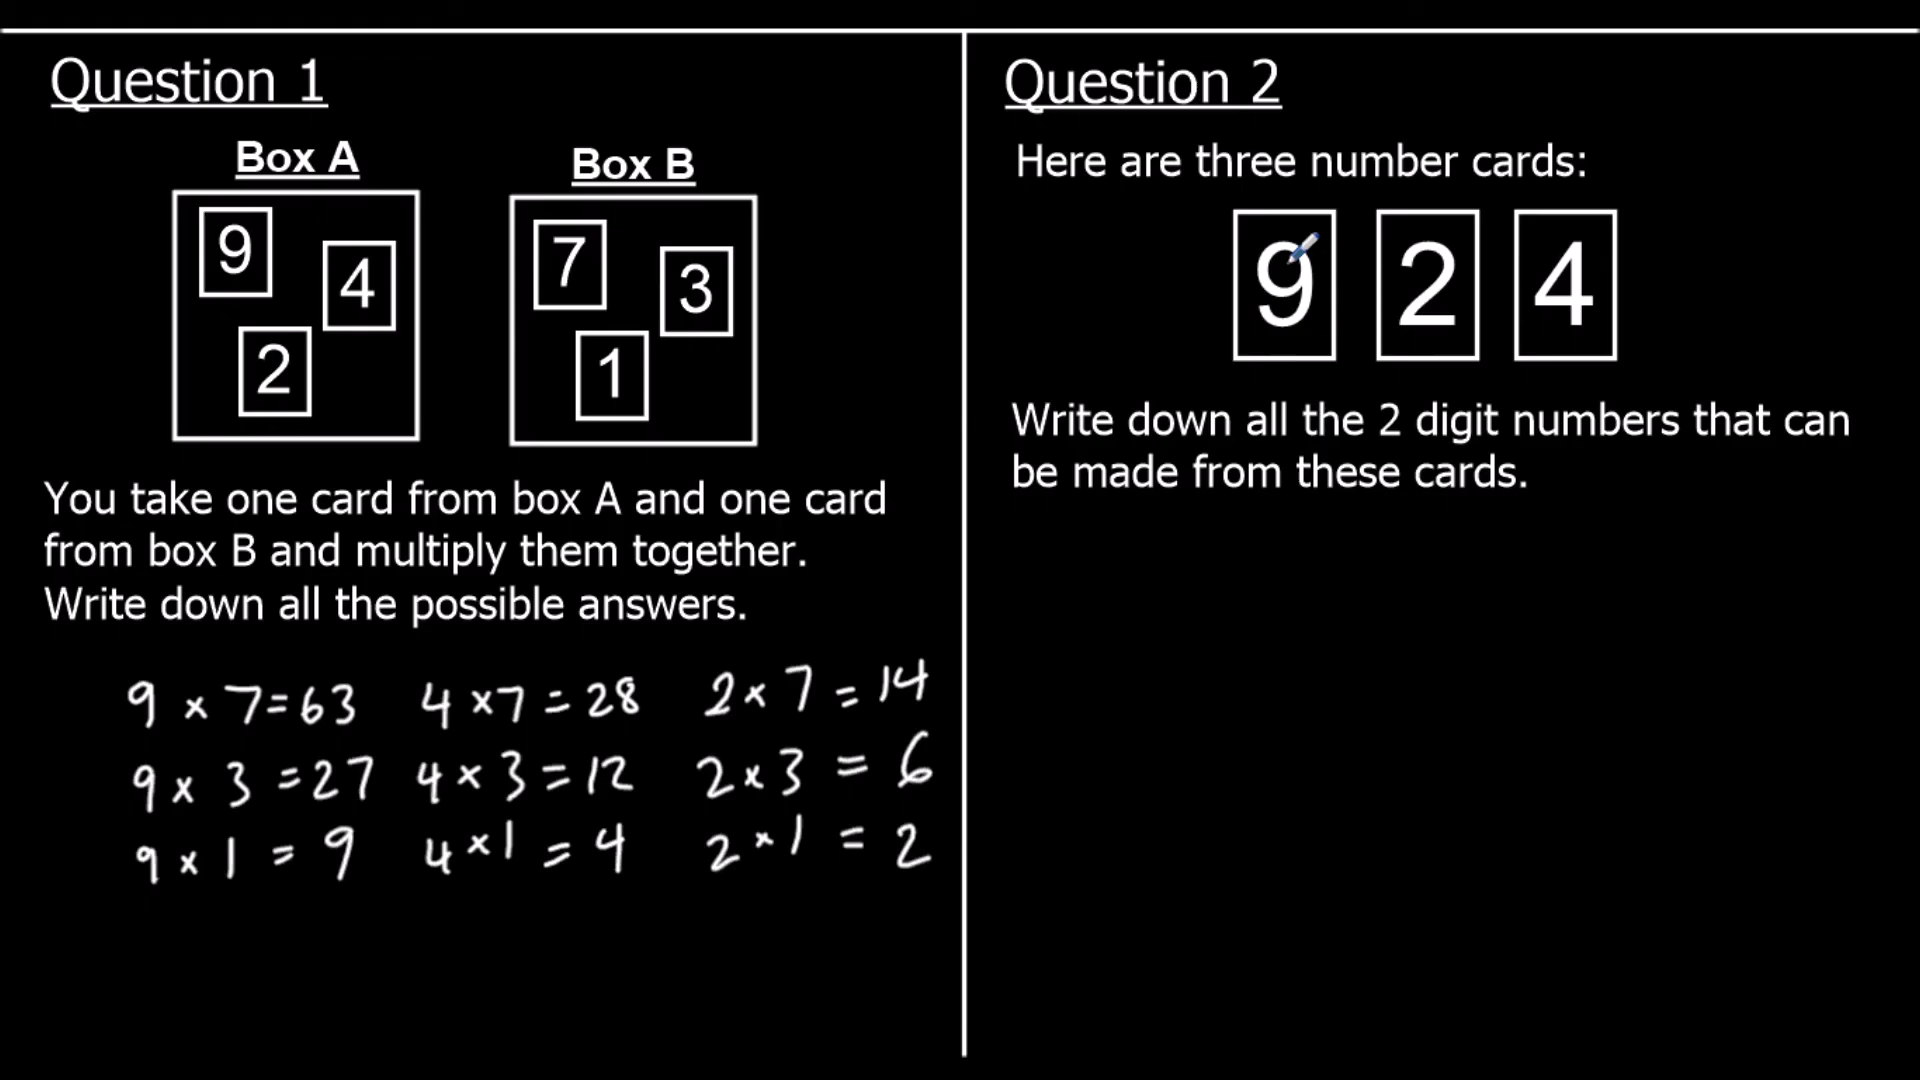 Question 1
Box A
Box B
9
4
2
7
3
1
You take one card from box A and one card
from box B and multiply them together.
Write down all the possible answers.
9 × 7 = 63
4 × 7 = 28
2 × 7 = 14
9 × 3 = 27
4 × 3 = 12
2 × 3 = 6
9 × 1 = 9
4 × 1 = 4
2 × 1 = 2
Question 2
Here are three number cards:
9 2 4
Write down all the 2 digit numbers that can
be made from these cards.